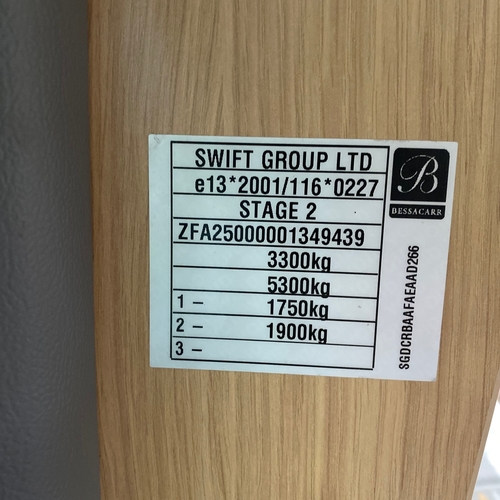 SWIFT GROUP LTD
e13*2001/116*0227
STAGE 2
ZFA25000001349439
3300kg
5300kg
1 – 1750kg
2 – 1900kg
3 –
B
BESSACARR
SGDCRBAAFAEAAD266